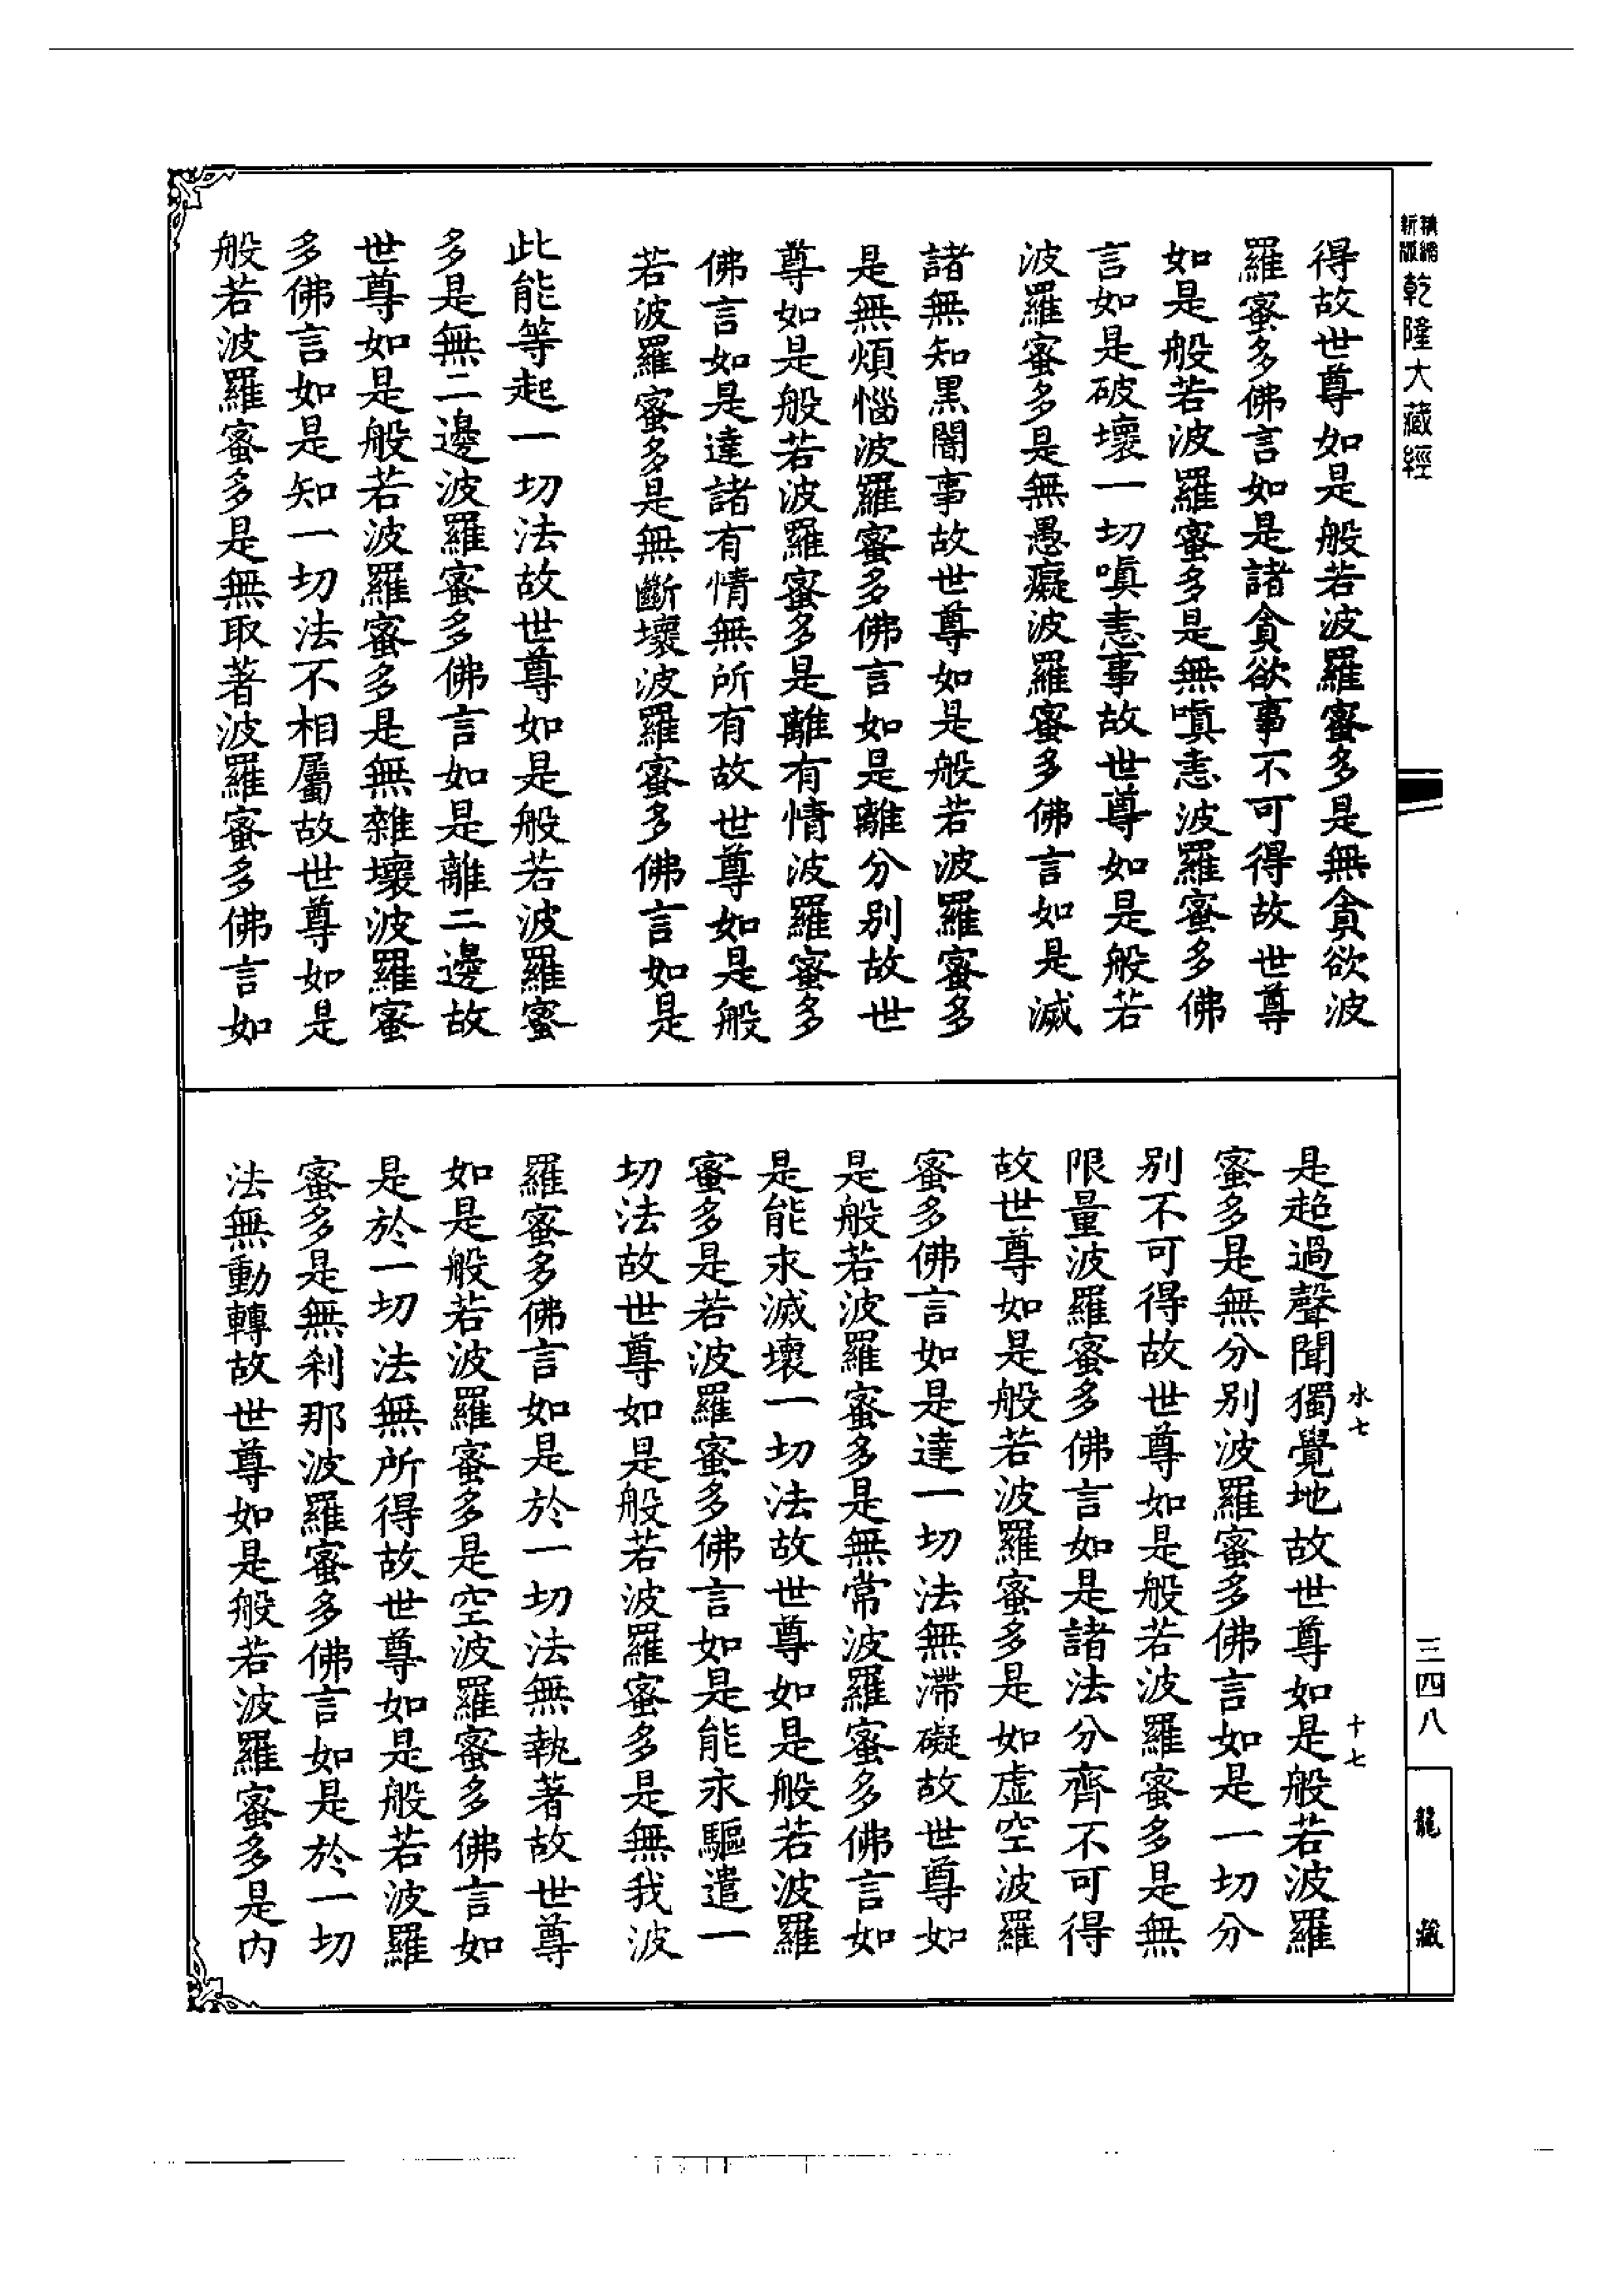 新版精縮乾隆大藏經
得故世尊如是般若波羅蜜多是無貪欲波
羅蜜多佛言如是諸貪欲事不可得故世尊
如是般若波羅蜜多是無嗔恚波羅蜜多佛
言如是破壞一切嗔恚事故世尊如是般若
波羅蜜多是無愚癡波羅蜜多佛言如是滅
諸無知黑闇事故世尊如是般若波羅蜜多
是無煩惱波羅蜜多佛言如是離分別故世
尊如是般若波羅蜜多是離有情波羅蜜多
佛言如是達諸有情無所有故世尊如是般
若波羅蜜多是無斷壞波羅蜜多佛言如是
此能等起一切法故世尊如是般若波羅蜜
多是無二邊波羅蜜多佛言如是離二邊故
世尊如是般若波羅蜜多是無雜壞波羅蜜
多佛言如是知一切法不相屬故世尊如是
般若波羅蜜多是無取著波羅蜜多佛言如
水七
十七
是超過聲聞獨覺地故世尊如是般若波羅
蜜多是無分別波羅蜜多佛言如是一切分
別不可得故世尊如是般若波羅蜜多是無
限量波羅蜜多佛言如是諸法分齊不可得
故世尊如是般若波羅蜜多是如虛空波羅
蜜多佛言如是達一切法無滯礙故世尊如
是般若波羅蜜多是無常波羅蜜多佛言如
是能永滅壞一切法故世尊如是般若波羅
蜜多是若波羅蜜多佛言如是能永驅遣一
切法故世尊如是般若波羅蜜多是無我波
羅蜜多佛言如是於一切法無執著故世尊
如是般若波羅蜜多是空波羅蜜多佛言如
是於一切法無所得故世尊如是般若波羅
蜜多是無剎那波羅蜜多佛言如是於一切
法無動轉故世尊如是般若波羅蜜多是內
三四八
龍藏